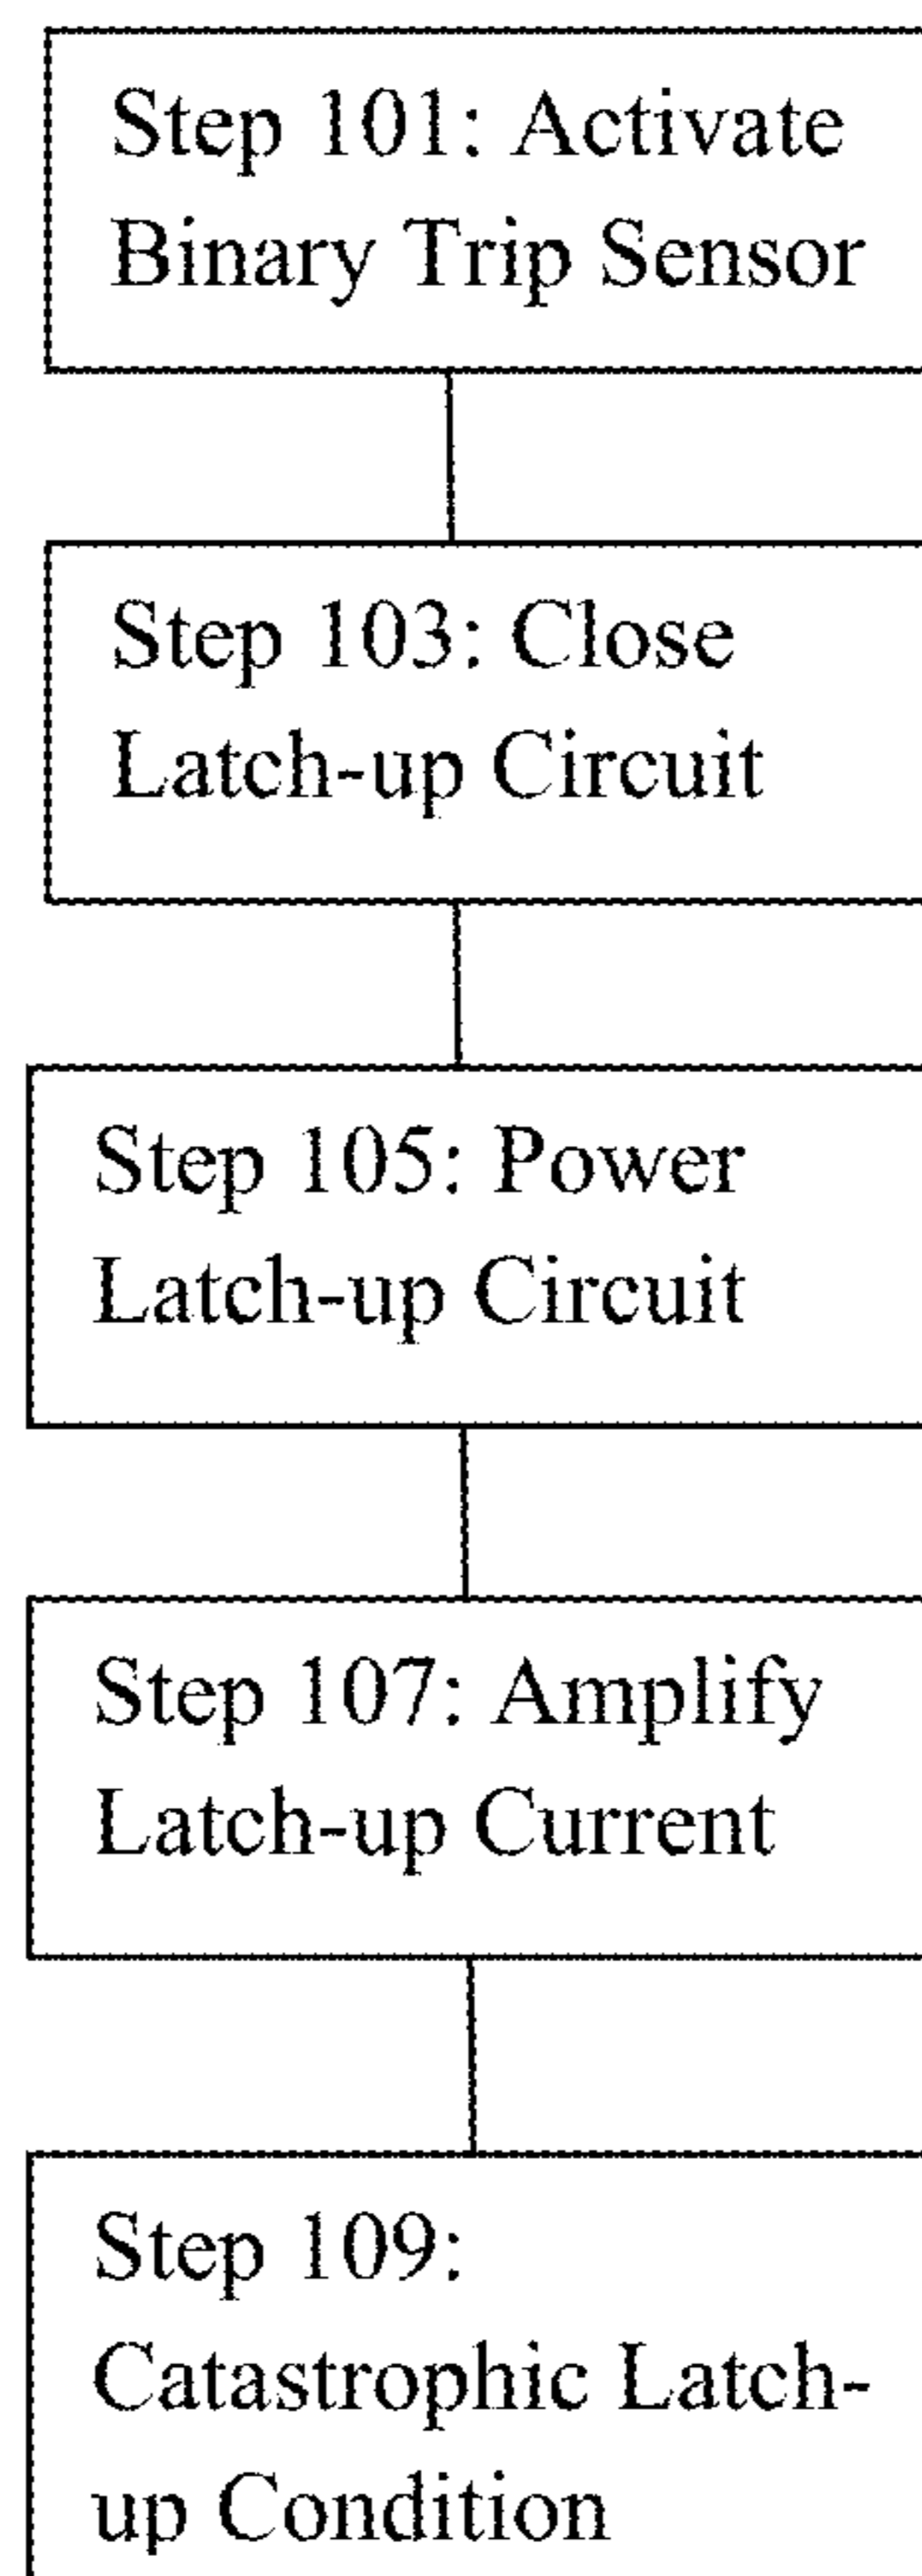 Step 101: Activate
Binary Trip Sensor
Step 103: Close
Latch-up Circuit
Step 105: Power
Latch-up Circuit
Step 107: Amplify
Latch-up Current
Step 109:
Catastrophic Latch-
up Condition